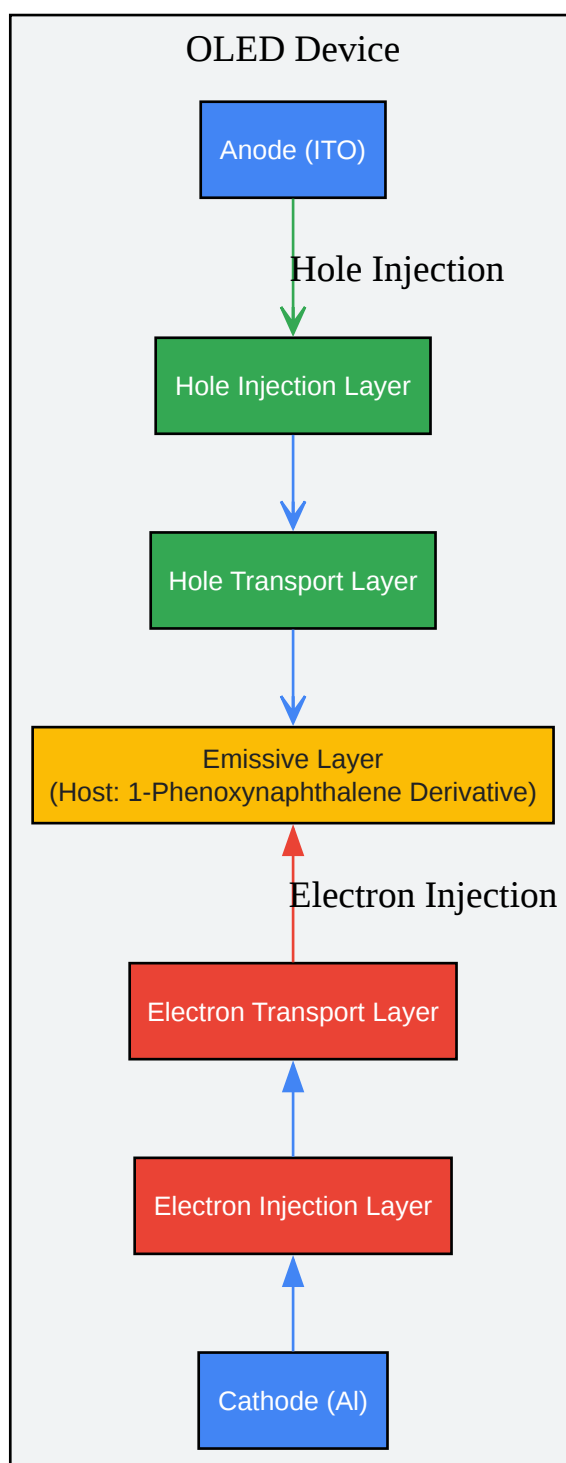 OLED Device
Anode (ITO)
Hole Injection
Hole Injection Layer
Hole Transport Layer
Emissive Layer
(Host: 1-Phenoxynaphthalene Derivative)
Electron Injection
Electron Transport Layer
Electron Injection Layer
Cathode (Al)